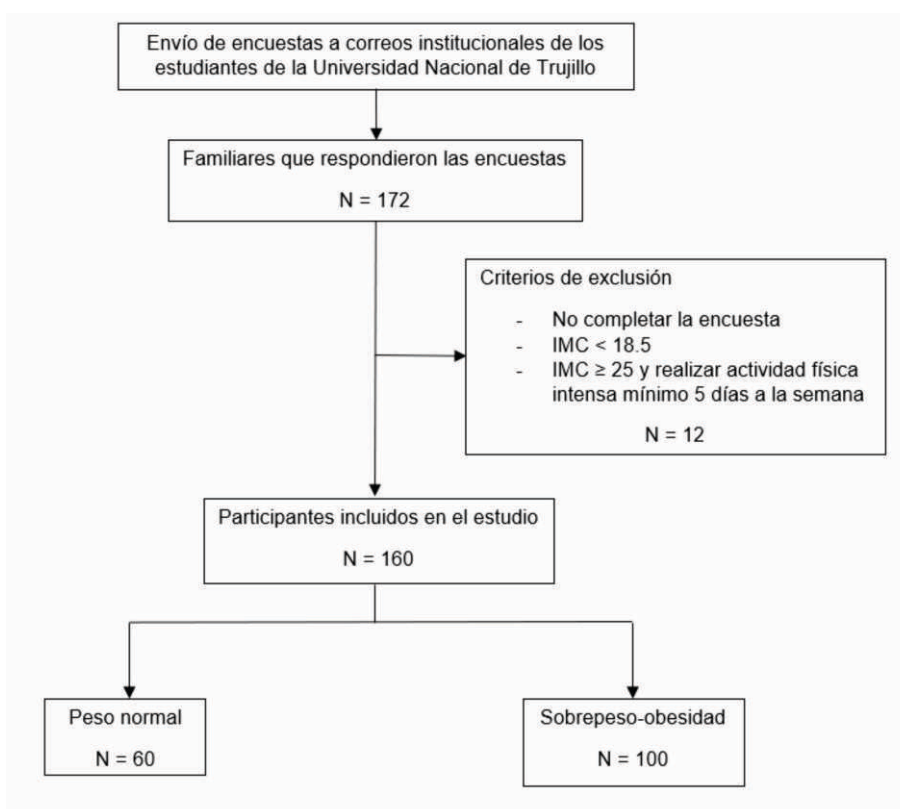 Envío de encuestas a correos institucionales de los
estudiantes de la Universidad Nacional de Trujillo
Familiares que respondieron las encuestas
N = 172
Criterios de exclusión
- No completar la encuesta
- IMC < 18.5
- IMC ≥ 25 y realizar actividad física
intensa mínimo 5 días a la semana
N = 12
Participantes incluidos en el estudio
N = 160
Peso normal
N = 60
Sobrepeso-obesidad
N = 100